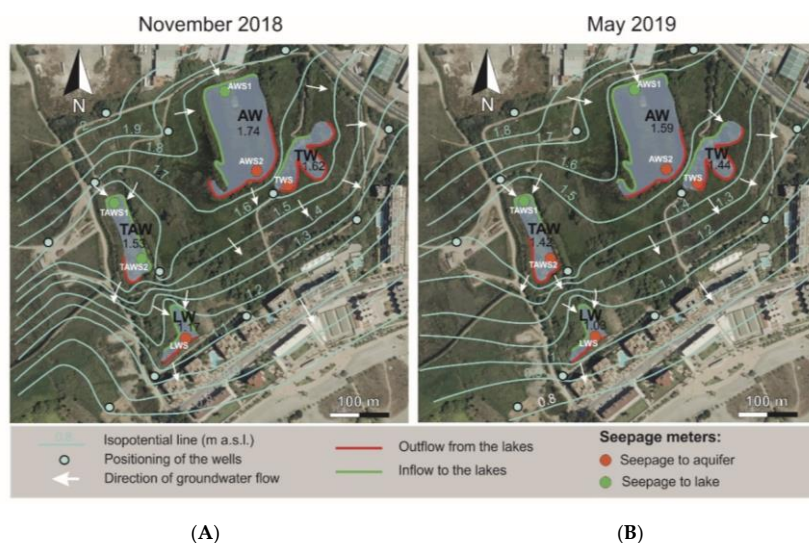 November 2018
May 2019
N
AWS1
AW
1.74
AWS2
TW
1.62
TWS
1.9
1.8
1.7
1.6
1.5
1.4
1.3
1.2
TAWS1
TAW
1.53
TAWS2
LW
1.17
LWS
100 m
N
AWS1
AW
1.59
AWS2
TW
1.44
TWS
1.8
1.7
1.6
1.5
1.4
1.3
1.2
1.1
TAWS1
TAW
1.42
TAWS2
LW
1.03
LWS
0.8
100 m
Isopotential line (m a.s.l.)
Positioning of the wells
Direction of groundwater flow
Outflow from the lakes
Inflow to the lakes
Seepage meters:
Seepage to aquifer
Seepage to lake
(A)
(B)